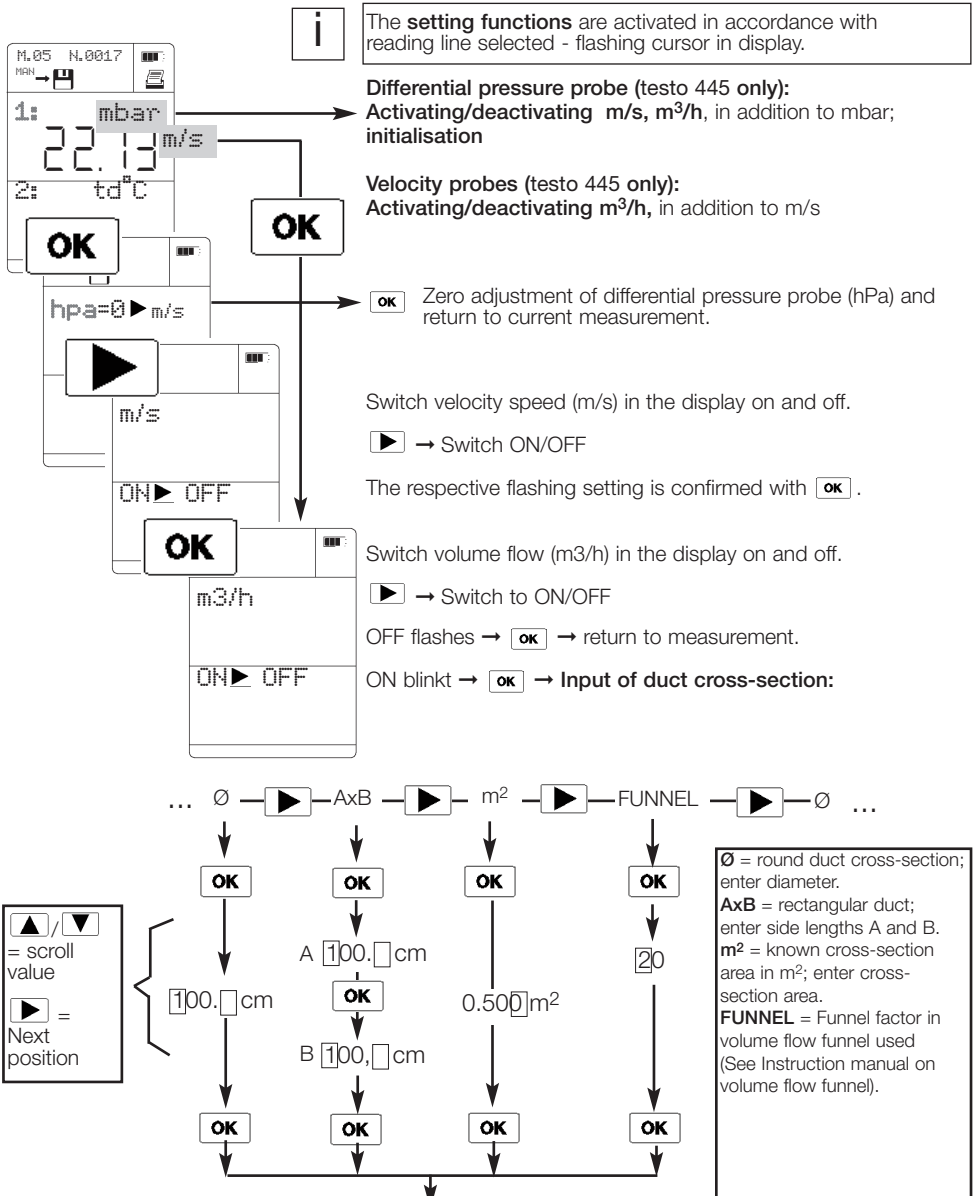 i
The setting functions are activated in accordance with
reading line selected - flashing cursor in display.
M.05 N.0017
MAN →
1: mbar
22.13 m/s
2: td°C
OK
OK
Differential pressure probe (testo 445 only):
Activating/deactivating m/s, m³/h, in addition to mbar;
initialisation
Velocity probes (testo 445 only):
Activating/deactivating m³/h, in addition to m/s
hpa=0▶m/s
OK Zero adjustment of differential pressure probe (hPa) and
return to current measurement.
▶
m/s
ON▶ OFF
Switch velocity speed (m/s) in the display on and off.
▶ → Switch ON/OFF
The respective flashing setting is confirmed with OK .
OK
m3/h
ON▶ OFF
Switch volume flow (m3/h) in the display on and off.
▶ → Switch to ON/OFF
OFF flashes → OK → return to measurement.
ON blinkt → OK → Input of duct cross-section:
... Ø ▶ AxB ▶ m² ▶ FUNNEL ▶ Ø ...
OK OK OK OK
▲/▼
= scroll
value
▶ =
Next
position
100. cm
A 100. cm
OK
B 100, cm
0.500 m²
20
OK OK OK OK
Ø = round duct cross-section;
enter diameter.
AxB = rectangular duct;
enter side lengths A and B.
m² = known cross-section
area in m²; enter cross-
section area.
FUNNEL = Funnel factor in
volume flow funnel used
(See Instruction manual on
volume flow funnel).